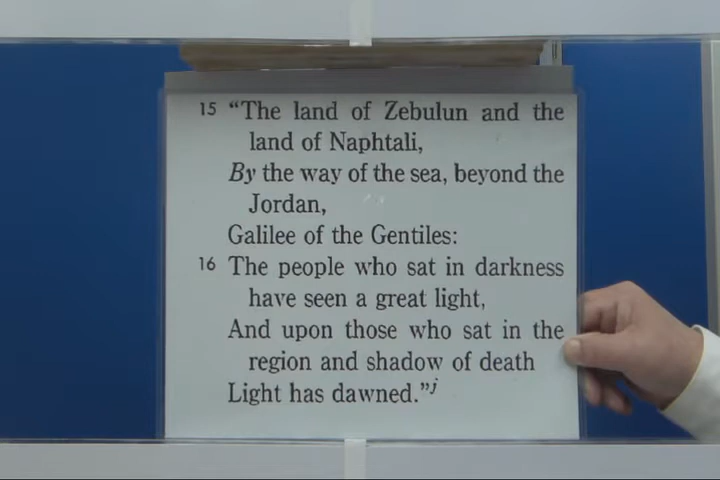 15 “The land of Zebulun and the
land of Naphtali,
By the way of the sea, beyond the
Jordan,
Galilee of the Gentiles:
16 The people who sat in darkness
have seen a great light,
And upon those who sat in the
region and shadow of death
Light has dawned.”j